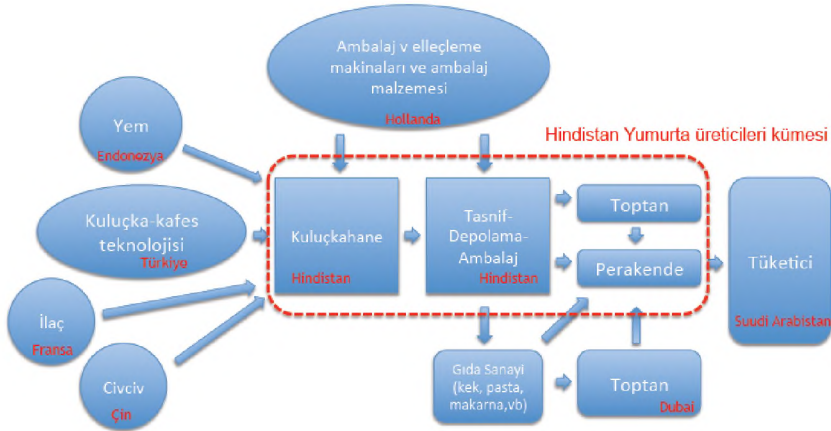 Ambalaj v elleçleme
makinaları ve ambalaj
malzemesi
Hollanda
Yem
Endonezya
Hindistan Yumurta üreticileri kümesi
Kuluçka-kafes
teknolojisi
Türkiye
Kuluçkahane
Hindistan
Tasnif-
Depolama-
Ambalaj
Hindistan
Toptan
Perakende
Tüketici
Suudi Arabistan
İlaç
Fransa
Civciv
Çin
Gıda Sanayi
(kek, pasta,
makarna,vb)
Toptan
Dubai